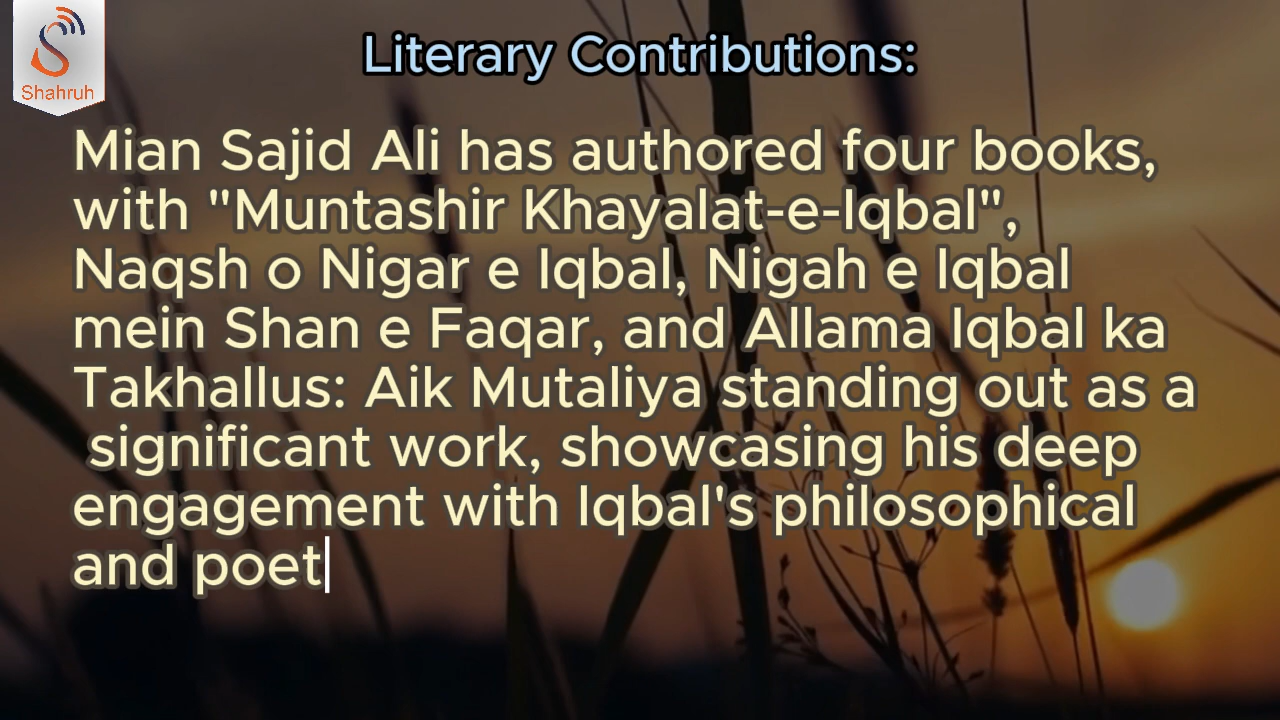 Shahruh
Literary Contributions:
Mian Sajid Ali has authored four books,
with "Muntashir Khayalat-e-Iqbal",
Naqsh o Nigar e Iqbal, Nigah e Iqbal
mein Shan e Faqar, and Allama Iqbal ka
Takhallus: Aik Mutaliya standing out as a
significant work, showcasing his deep
engagement with Iqbal's philosophical
and poet